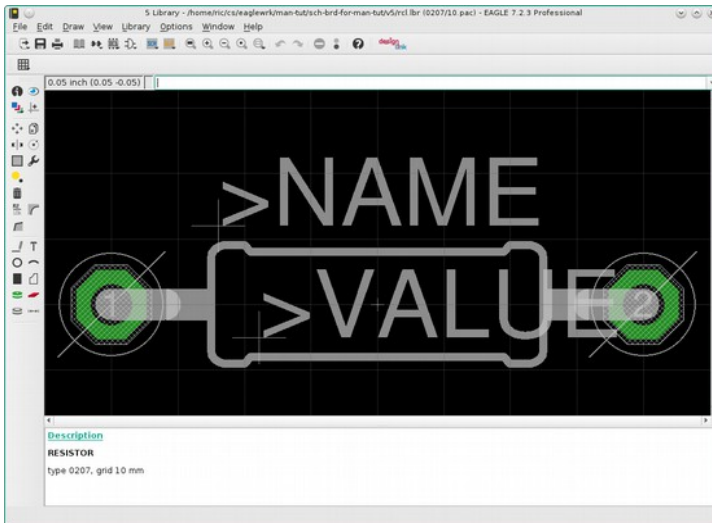 5 Library - /home/ric/cs/eaglewrk/man-tut/sch-brd-for-man-tut/v5/rcl.lbr (0207/10.pac) - EAGLE 7.2.3 Professional
File Edit Draw View Library Options Window Help
design link
0.05 inch (0.05 -0.05)
>NAME
>VALUE
1 2
Description
RESISTOR
type 0207, grid 10 mm